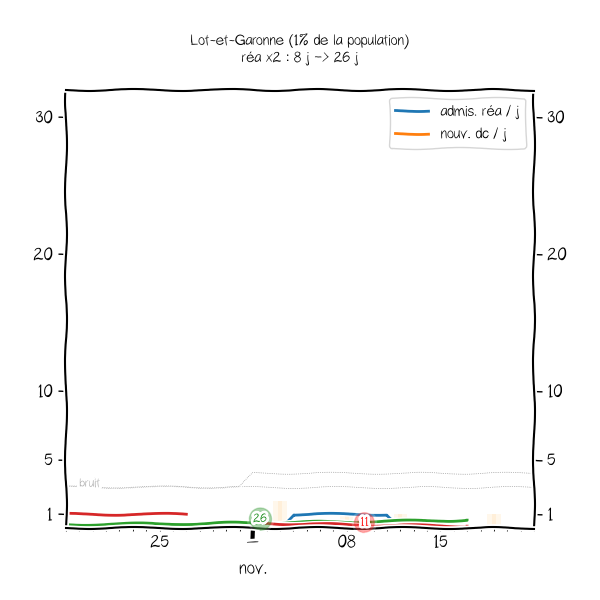 Lot-et-Garonne (1% de la population)
réa x2 : 8 j -> 26 j
admis. réa / j
nouv. dc / j
30
30
20
20
10
10
5
5
bruit
1
26
11
1
25
1
08
15
nov.